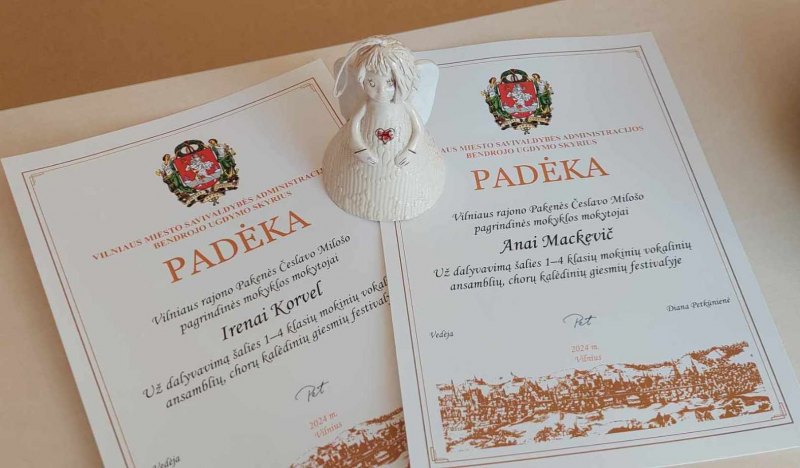 VILNIAUS MIESTO SAVIVALDYBĖS ADMINISTRACIJOS
BENDROJO UGDYMO SKYRIUS
PADĖKA
Vilniaus rajono Pakenės Česlavo Milošo
pagrindinės mokyklos mokytojai
Irenai Korvel
Už dalyvavimą šalies 1–4 klasių mokinių vokalinių
ansamblių, chorų kalėdinių giesmių festivalyje
Vedėja
2024 m.
Vilnius
VILNIAUS MIESTO SAVIVALDYBĖS ADMINISTRACIJOS
BENDROJO UGDYMO SKYRIUS
PADĖKA
Vilniaus rajono Pakenės Česlavo Milošo
pagrindinės mokyklos mokytojai
Anai Mackevič
Už dalyvavimą šalies 1–4 klasių mokinių vokalinių
ansamblių, chorų kalėdinių giesmių festivalyje
Vedėja
Diana Petkūnienė
2024 m.
Vilnius